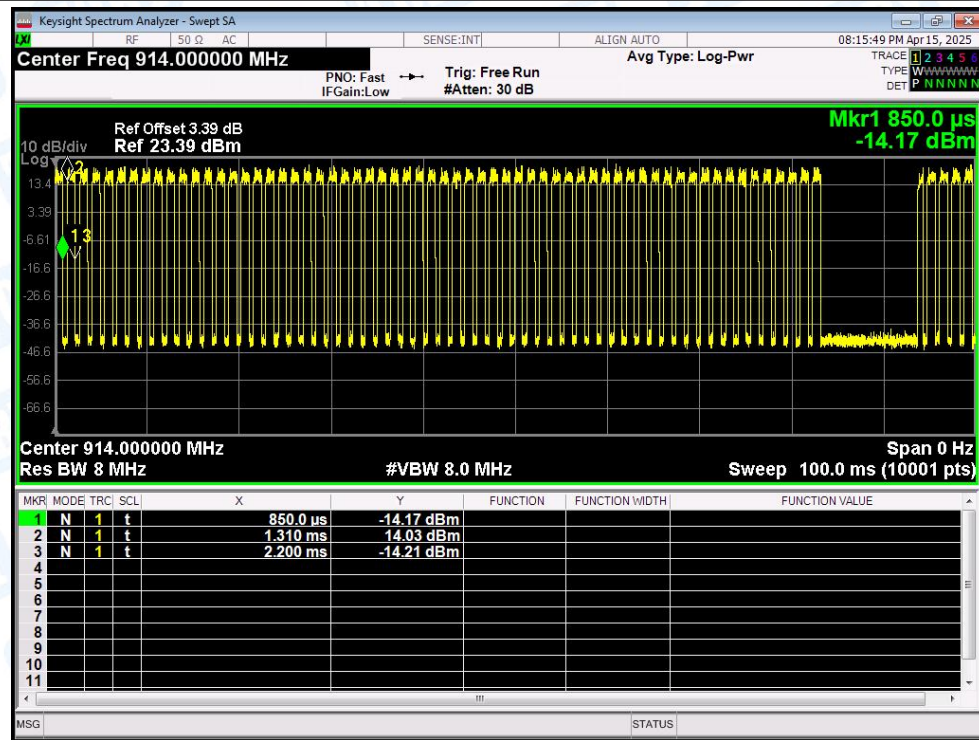 Keysight Spectrum Analyzer - Swept SA
LXI RF 50 Ω AC SENSE:INT ALIGN AUTO 08:15:49 PM Apr 15, 2025
Center Freq 914.000000 MHz
PNO: Fast
IFGain:Low
Trig: Free Run
#Atten: 30 dB
Avg Type: Log-Pwr
TRACE 1 2 3 4 5 6
TYPE WWWWWW
DET P N N N N N
Mkr1 850.0 µs
-14.17 dBm
Ref Offset 3.39 dB
10 dB/div Ref 23.39 dBm
Log
2
13.4
3.39
1 3
-6.61
-16.6
-26.6
-36.6
-46.6
-56.6
-66.6
Center 914.000000 MHz Span 0 Hz
Res BW 8 MHz #VBW 8.0 MHz Sweep 100.0 ms (10001 pts)
MKR MODE TRC SCL X Y FUNCTION FUNCTION WIDTH FUNCTION VALUE
1 N 1 t 850.0 µs -14.17 dBm
2 N 1 t 1.310 ms 14.03 dBm
3 N 1 t 2.200 ms -14.21 dBm
4
5
6
7
8
9
10
11
MSG STATUS